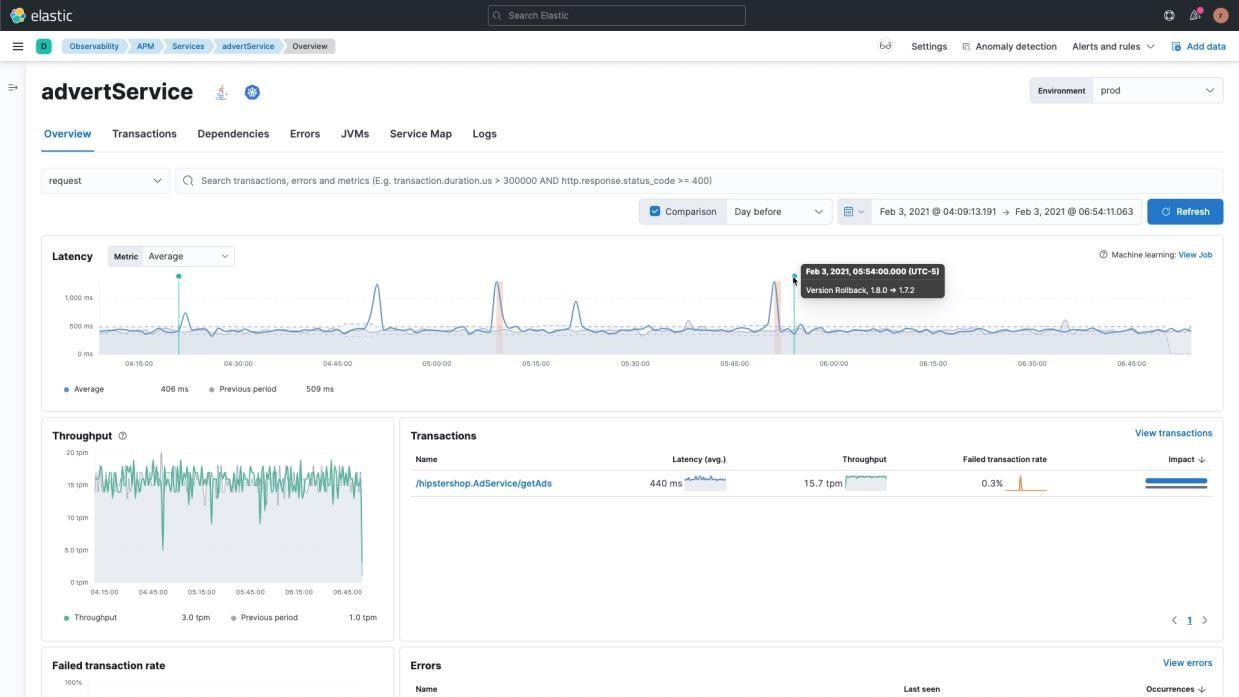 elastic
Search Elastic
r
D
Observability
APM
Services
advertService
Overview
Settings
Anomaly detection
Alerts and rules
Add data
advertService
Environment
prod
Overview
Transactions
Dependencies
Errors
JVMs
Service Map
Logs
request
Search transactions, errors and metrics (E.g. transaction.duration.us > 300000 AND http.response.status_code >= 400)
Comparison
Day before
Feb 3, 2021 @ 04:09:13.191 → Feb 3, 2021 @ 06:54:11.063
Refresh
Latency
Metric
Average
Machine learning: View Job
Feb 3, 2021, 05:54:00.000 (UTC-5)
Version Rollback, 1.8.0 => 1.7.2
1,000 ms
500 ms
0 ms
04:15:00
04:30:00
04:45:00
05:00:00
05:15:00
05:30:00
05:45:00
06:00:00
06:15:00
06:30:00
06:45:00
Average 406 ms
Previous period 509 ms
Throughput
20 tpm
15 tpm
10 tpm
5.0 tpm
0 tpm
04:15:00
04:45:00
05:15:00
05:45:00
06:15:00
06:45:00
Throughput 3.0 tpm
Previous period 1.0 tpm
Transactions
View transactions
Name
Latency (avg.)
Throughput
Failed transaction rate
Impact
/hipstershop.AdService/getAds
440 ms
15.7 tpm
0.3%
1
Failed transaction rate
100%
Errors
View errors
Name
Last seen
Occurrences